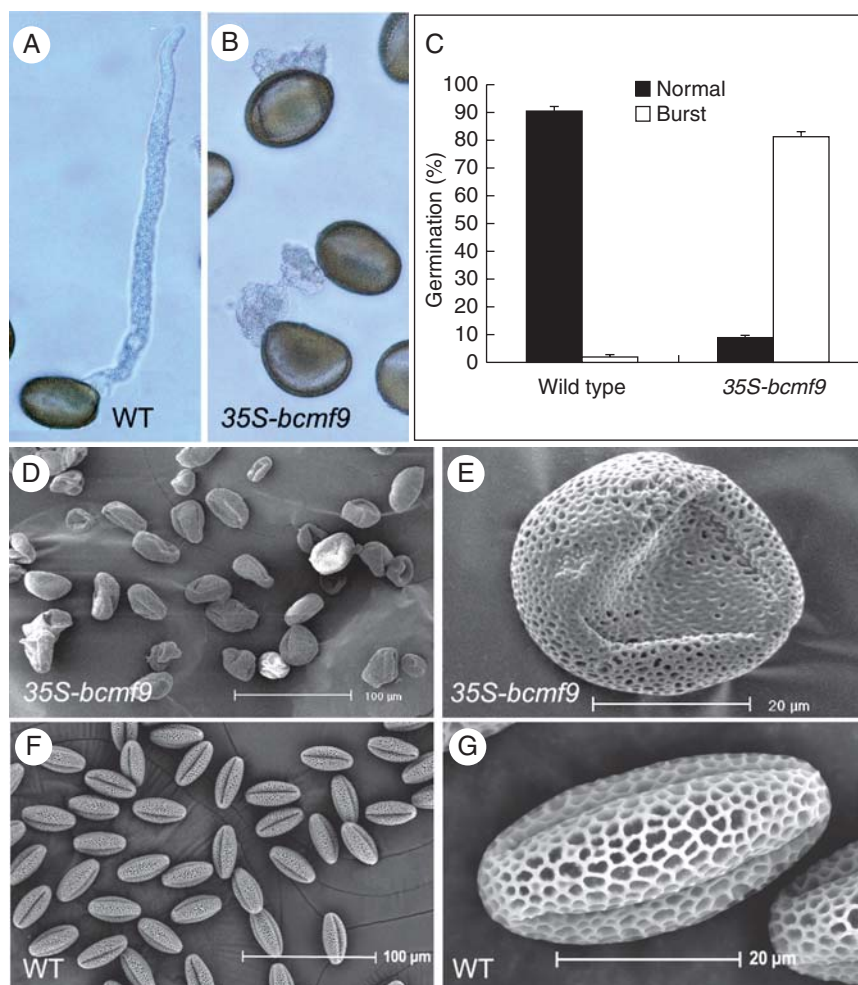 A
WT
B
35S-bcmf9
C
Normal
Burst
Germination (%)
100
90
80
70
60
50
40
30
20
10
0
Wild type
35S-bcmf9
D
35S-bcmf9
100 µm
E
35S-bcmf9
20 µm
F
WT
100 µm
G
WT
20 µm